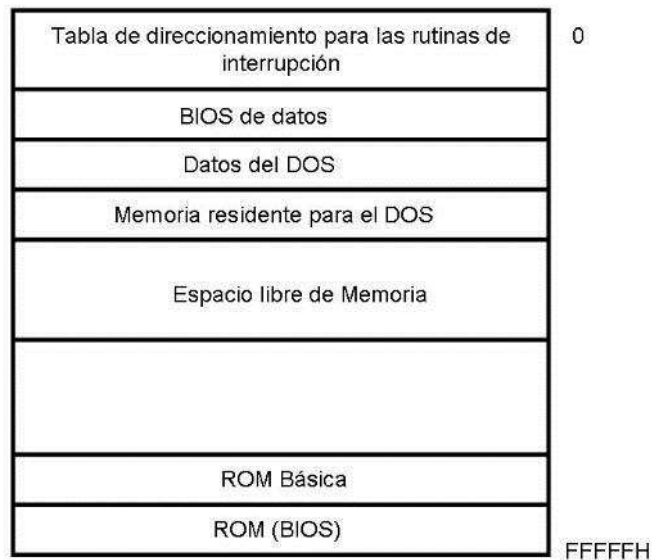 Tabla de direccionamiento para las rutinas de
interrupción
0
BIOS de datos
Datos del DOS
Memoria residente para el DOS
Espacio libre de Memoria
ROM Básica
ROM (BIOS)
FFFFFH